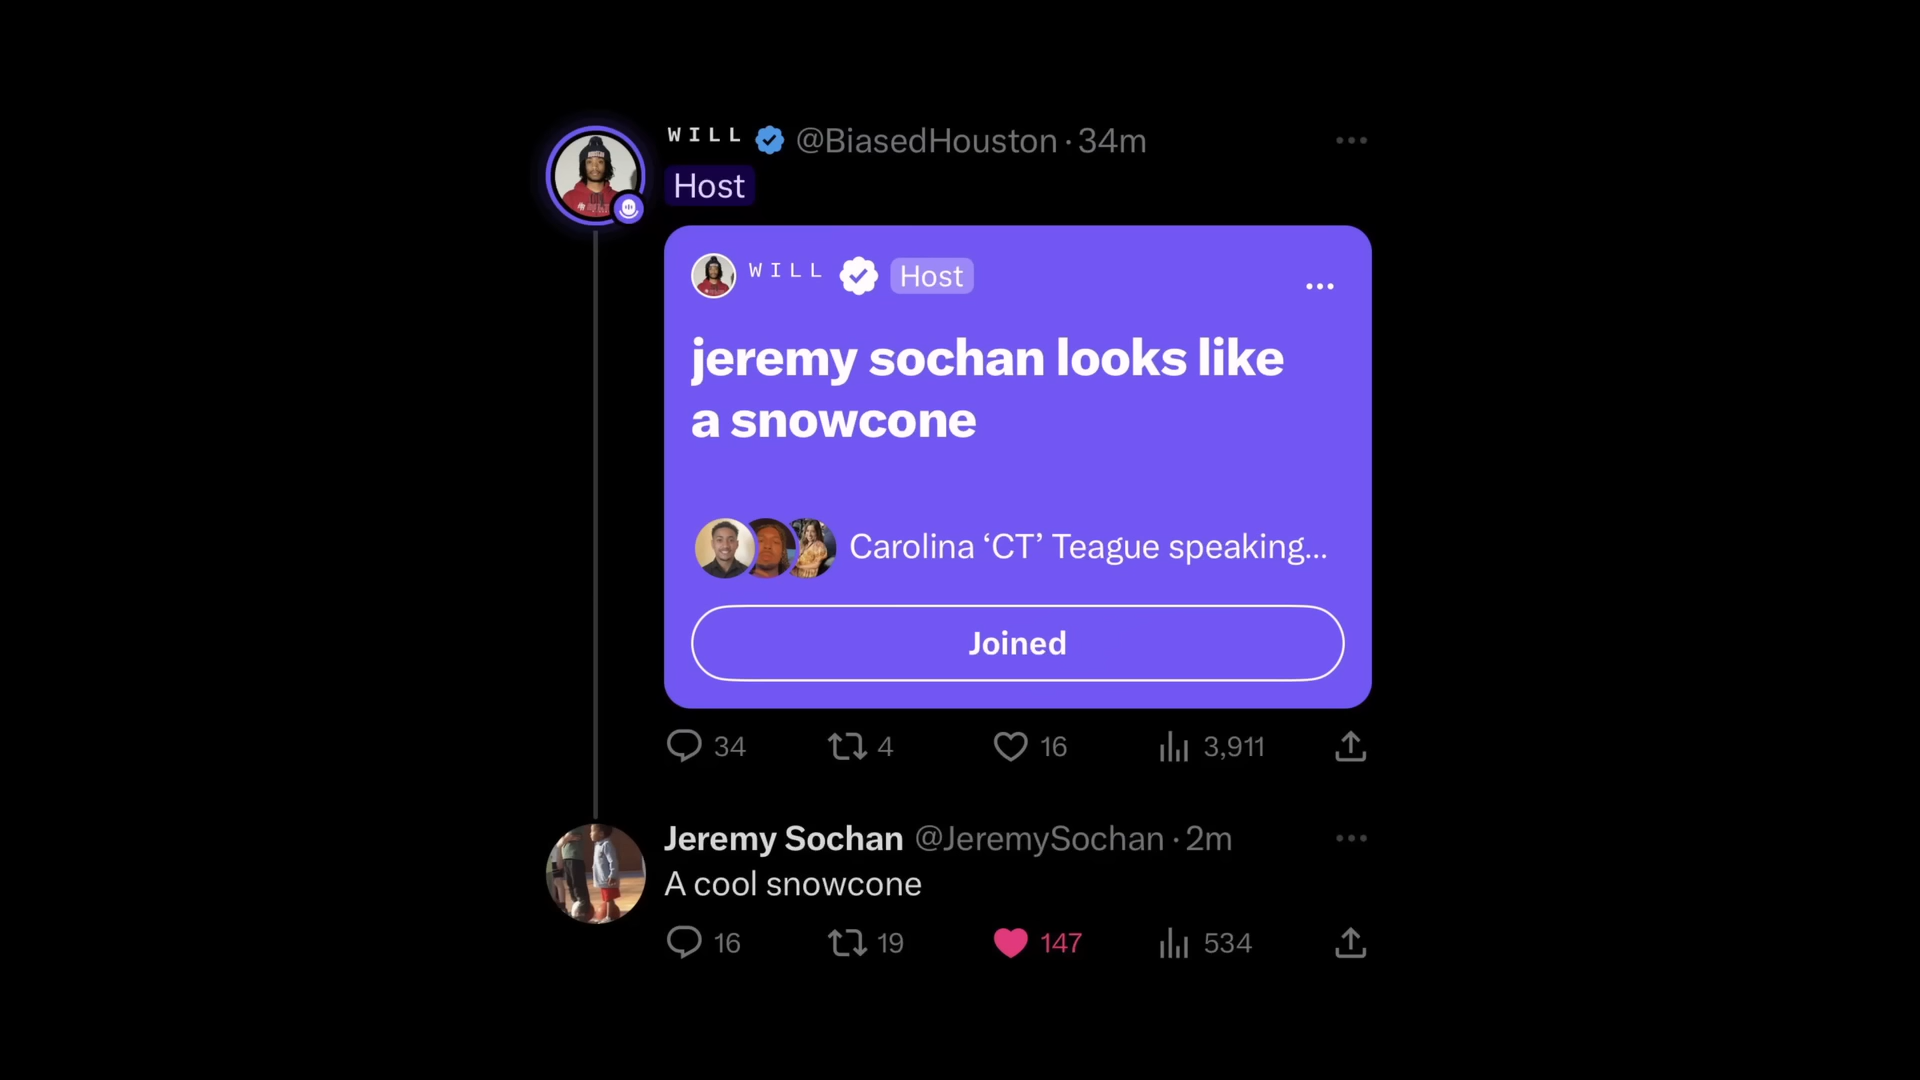 WILL @BiasedHouston · 34m
Host
WILL Host
jeremy sochan looks like
a snowcone
Carolina ‘CT’ Teague speaking...
Joined
34 4 16 3,911
Jeremy Sochan @JeremySochan · 2m
A cool snowcone
16 19 147 534